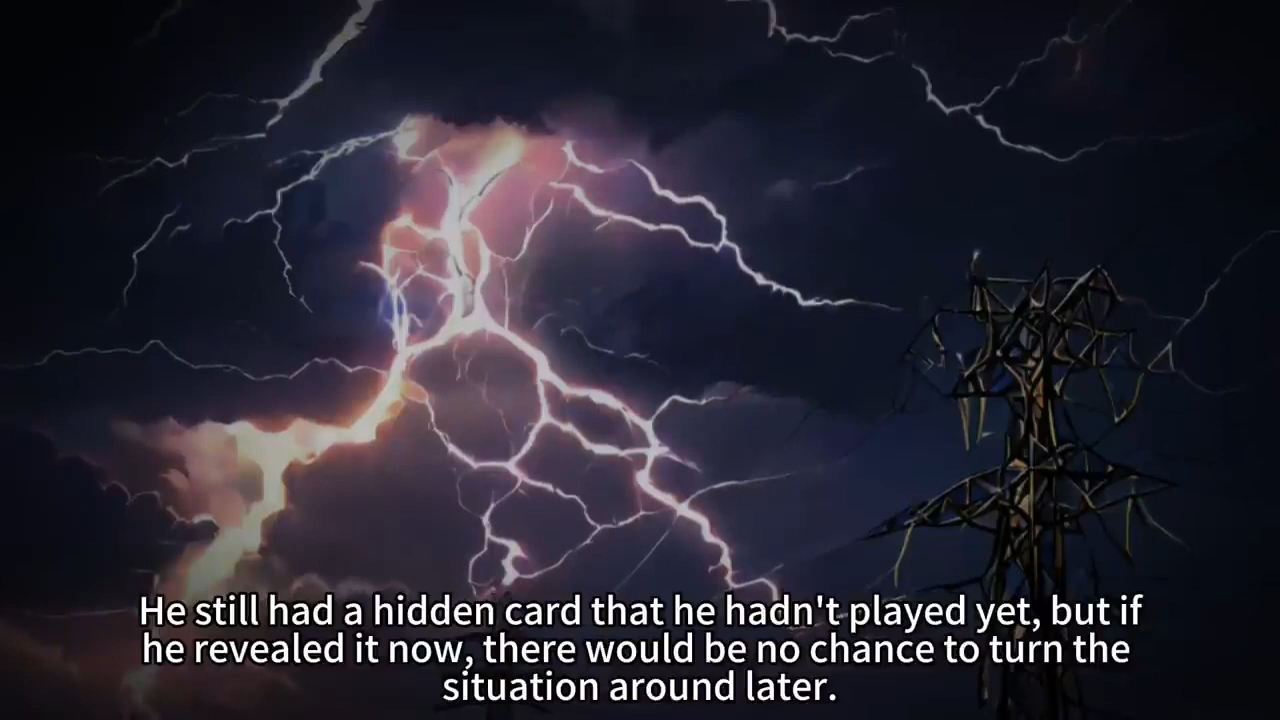 He still had a hidden card that he hadn't played yet, but if
he revealed it now, there would be no chance to turn the
situation around later.